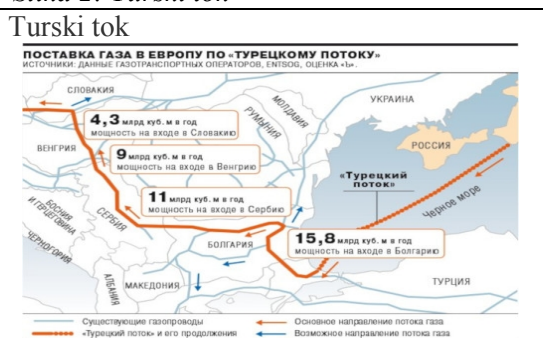 Turski tok
ПОСТАВКА ГАЗА В ЕВРОПУ ПО «ТУРЕЦКОМУ ПОТОКУ»
ИСТОЧНИКИ: ДАННЫЕ ГАЗОТРАНСПОРТНЫХ ОПЕРАТОРОВ, ENTSOG, ОЦЕНКА «Ъ».
СЛОВАКИЯ
УКРАИНА
4,3 млрд куб. м в год
мощность на входе в Словакию
МОЛДАВИЯ
РУМЫНИЯ
РОССИЯ
ВЕНГРИЯ
9 млрд куб. м в год
мощность на входе в Венгрию
«Турецкий
поток»
11 млрд куб. м в год
мощность на входе в Сербию
Черное море
БОСНИЯ
И ГЕРЦЕГОВИНА
СЕРБИЯ
15,8 млрд куб. м в год
мощность на входе в Болгарию
БОЛГАРИЯ
ЧЕРНОГОРИЯ
АЛБАНИЯ
МАКЕДОНИЯ
ТУРЦИЯ
Существующие газопроводы
Основное направление потока газа
«Турецкий поток» и его продолжения
Возможное направление потока газа